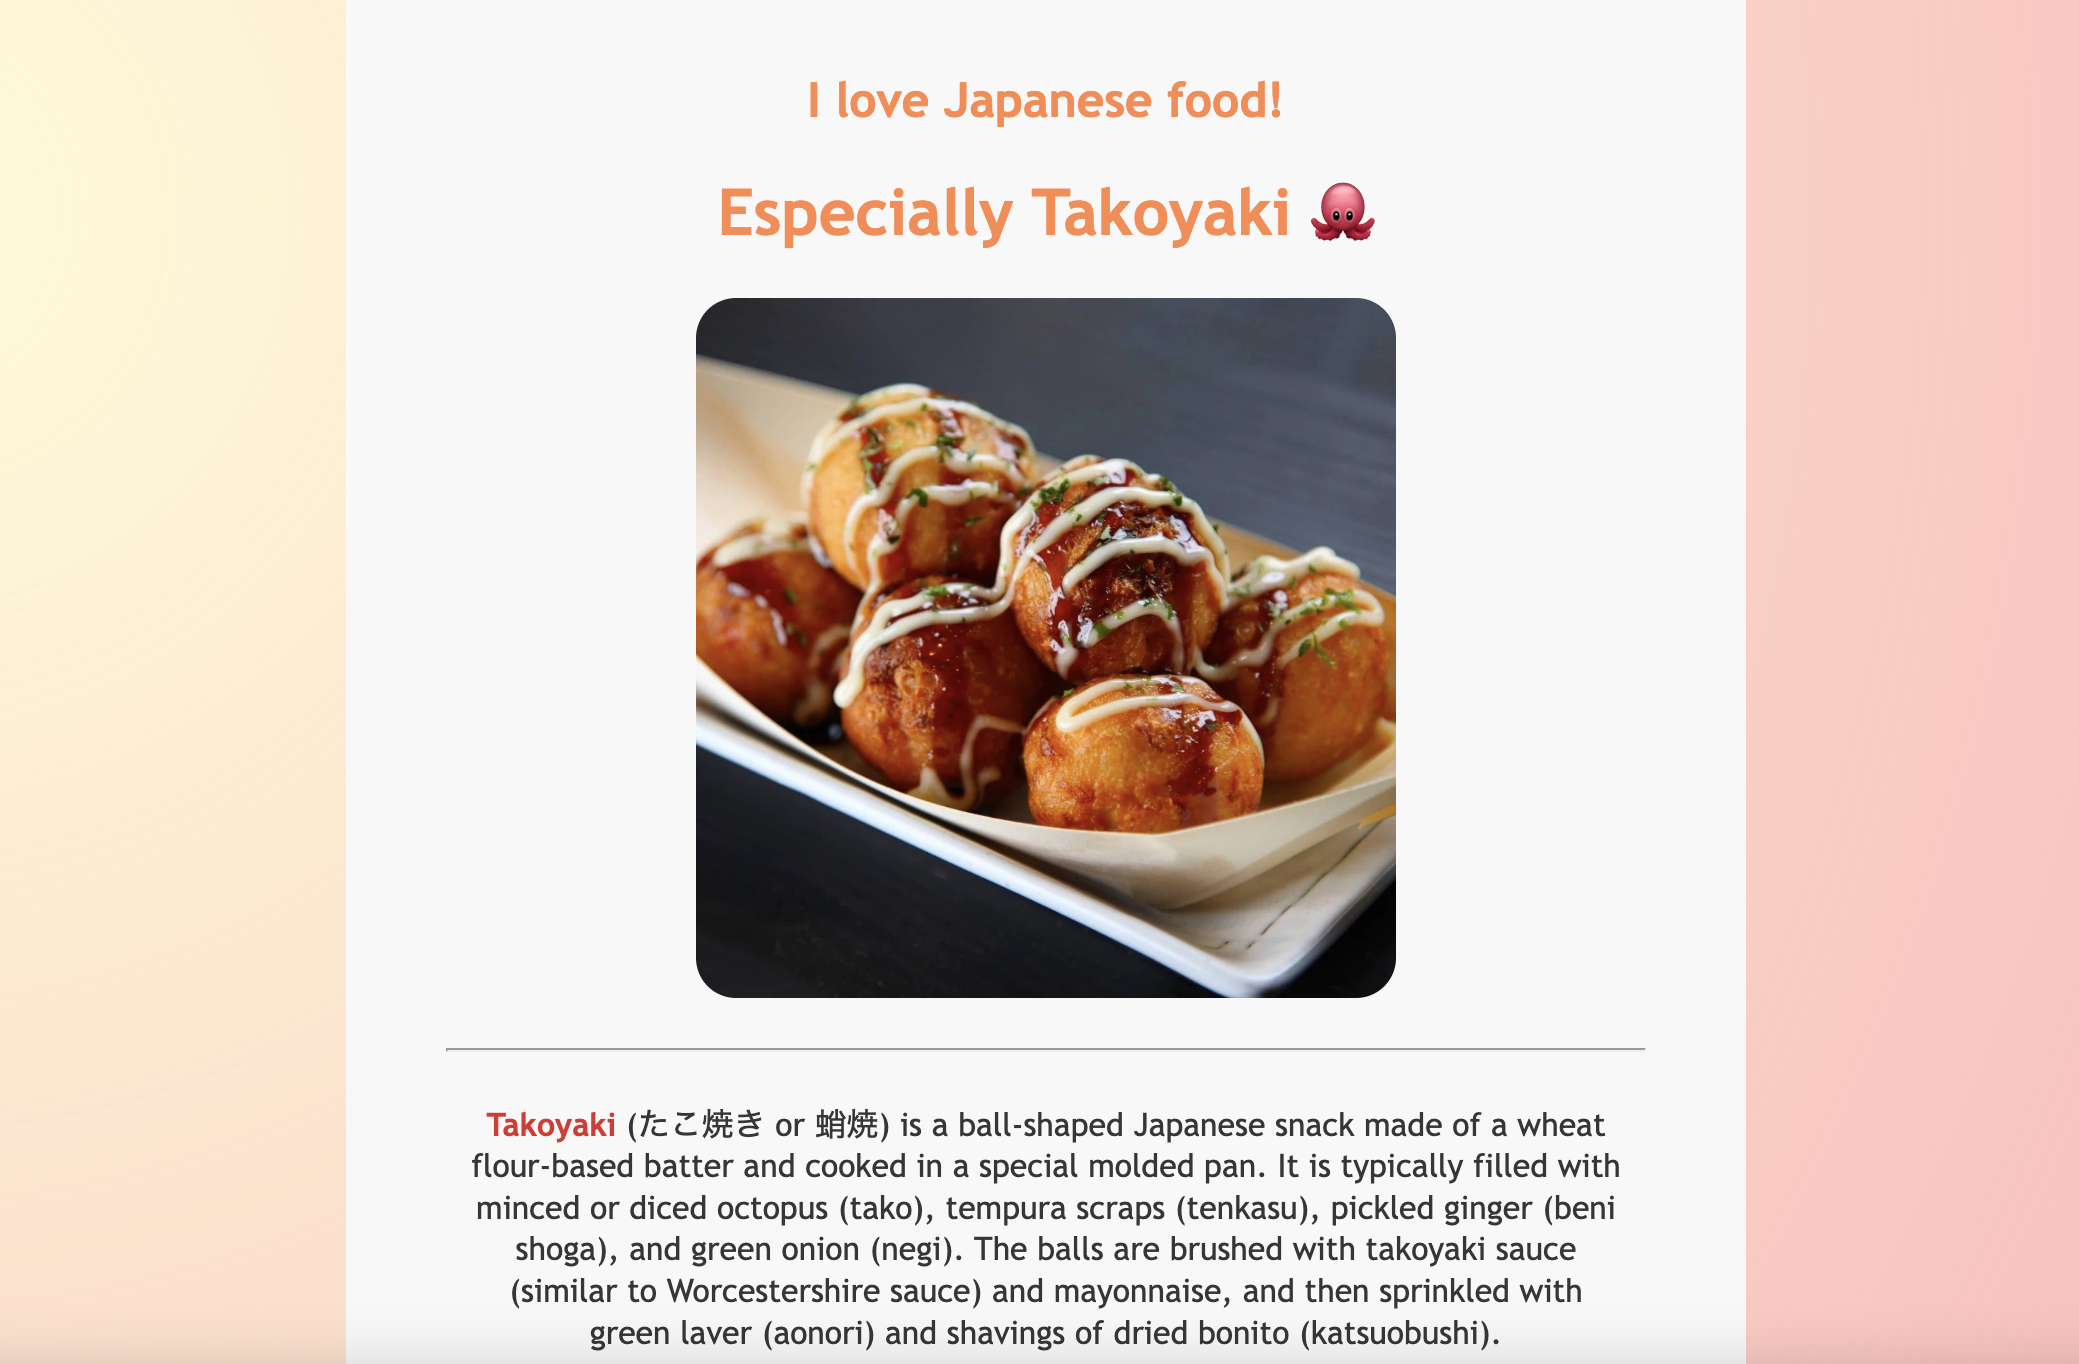 I love Japanese food!
Especially Takoyaki 🐙
Takoyaki (たこ焼き or 蛸焼) is a ball-shaped Japanese snack made of a wheat
flour-based batter and cooked in a special molded pan. It is typically filled with
minced or diced octopus (tako), tempura scraps (tenkasu), pickled ginger (beni
shoga), and green onion (negi). The balls are brushed with takoyaki sauce
(similar to Worcestershire sauce) and mayonnaise, and then sprinkled with
green laver (aonori) and shavings of dried bonito (katsuobushi).